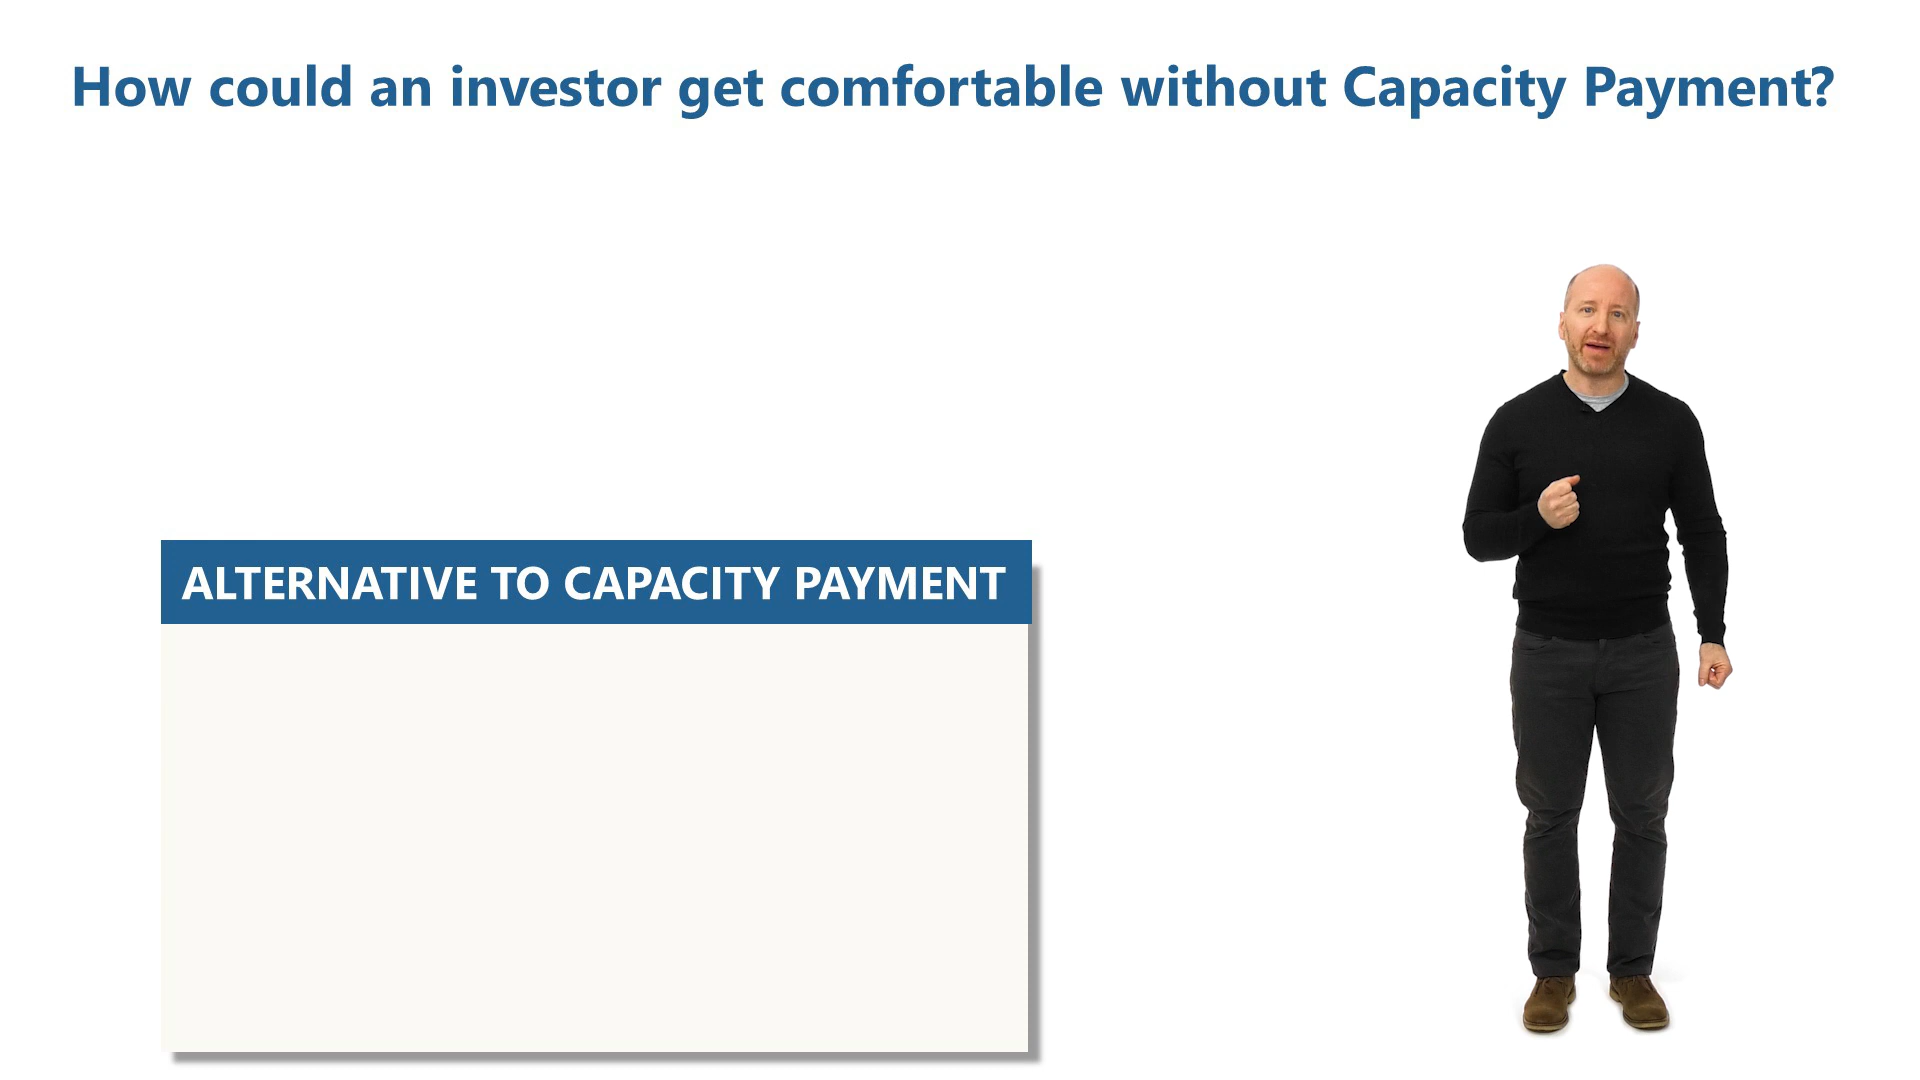 How could an investor get comfortable without Capacity Payment?
ALTERNATIVE TO CAPACITY PAYMENT